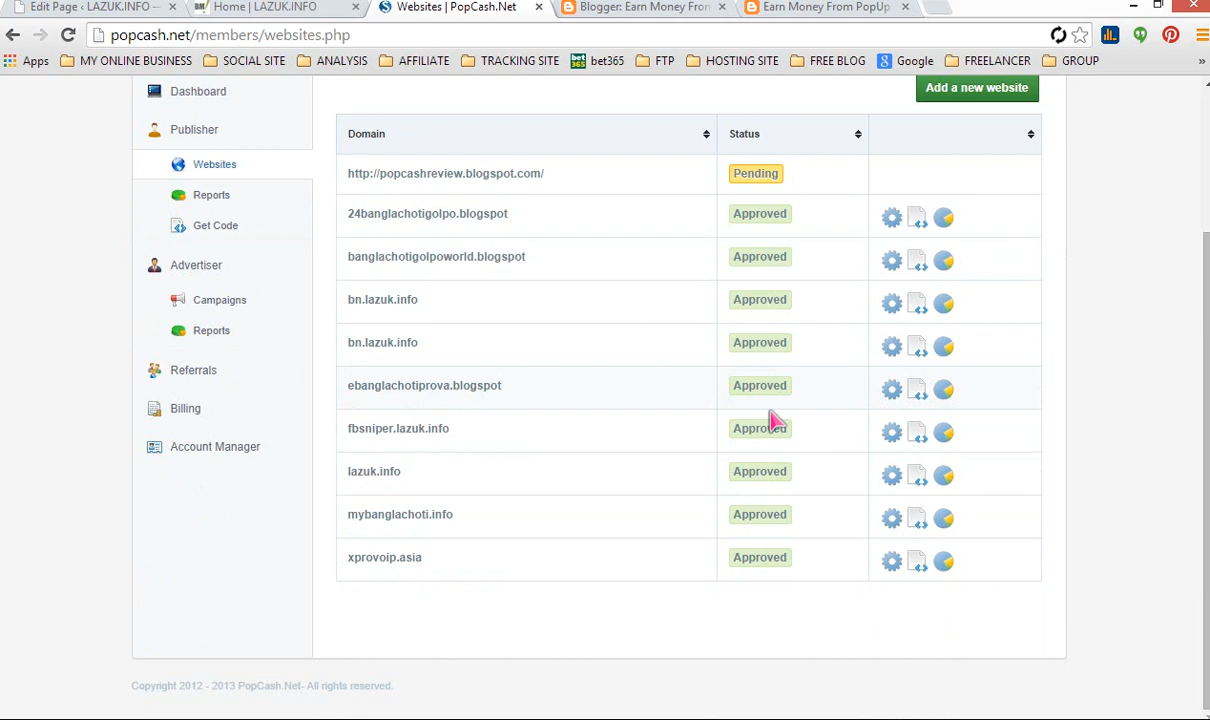 Edit Page ‹ LAZUK.INFO —
Home | LAZUK.INFO
Websites | PopCash.Net
Blogger: Earn Money From
Earn Money From PopUp
popcash.net/members/websites.php
Apps
MY ONLINE BUSINESS
SOCIAL SITE
ANALYSIS
AFFILIATE
TRACKING SITE
bet365
bet365
FTP
HOSTING SITE
FREE BLOG
Google
FREELANCER
GROUP
»
Dashboard
Publisher
Websites
Reports
Get Code
Advertiser
Campaigns
Reports
Referrals
Billing
Account Manager
Add a new website
Domain Status
http://popcashreview.blogspot.com/ Pending
24banglachotigolpo.blogspot Approved
banglachotigolpoworld.blogspot Approved
bn.lazuk.info Approved
bn.lazuk.info Approved
ebanglachotiprova.blogspot Approved
fbsniper.lazuk.info Approved
lazuk.info Approved
mybanglachoti.info Approved
xprovoip.asia Approved
Copyright 2012 - 2013 PopCash.Net- All rights reserved.